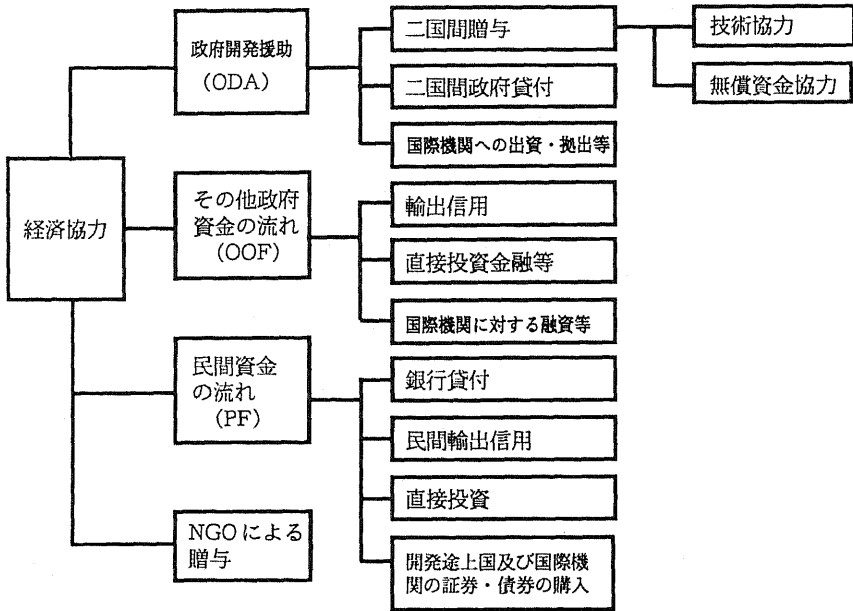 経済協力
政府開発援助
(ODA)
二国間贈与
技術協力
無償資金協力
二国間政府貸付
国際機関への出資・拠出等
その他政府
資金の流れ
(OOF)
輸出信用
直接投資金融等
国際機関に対する融資等
民間資金
の流れ
(PF)
銀行貸付
民間輸出信用
直接投資
開発途上国及び国際機
関の証券・債券の購入
NGOによる
贈与